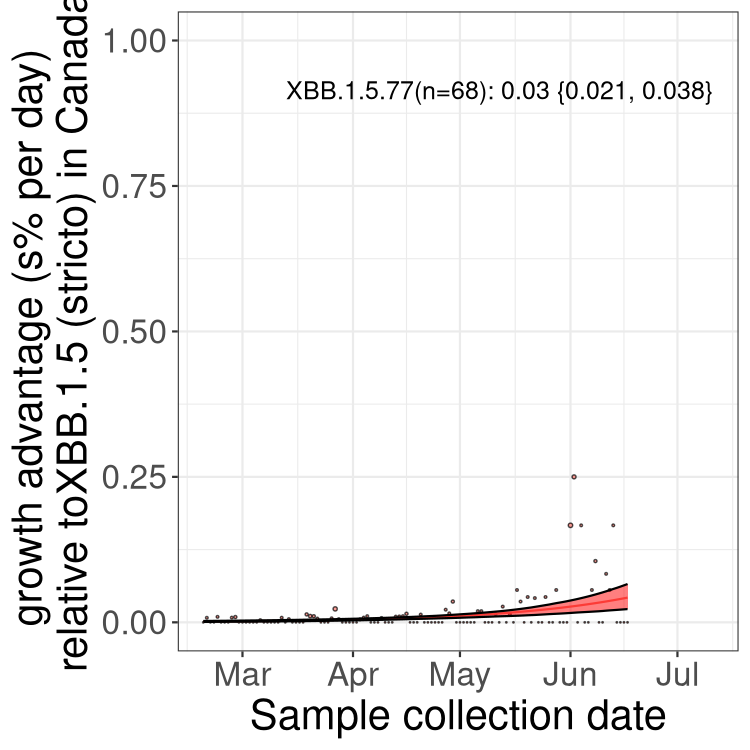 growth advantage (s% per day)
relative toXBB.1.5 (stricto) in Canada
1.00
0.75
0.50
0.25
0.00
XBB.1.5.77(n=68): 0.03 {0.021, 0.038}
Mar Apr May Jun Jul
Sample collection date